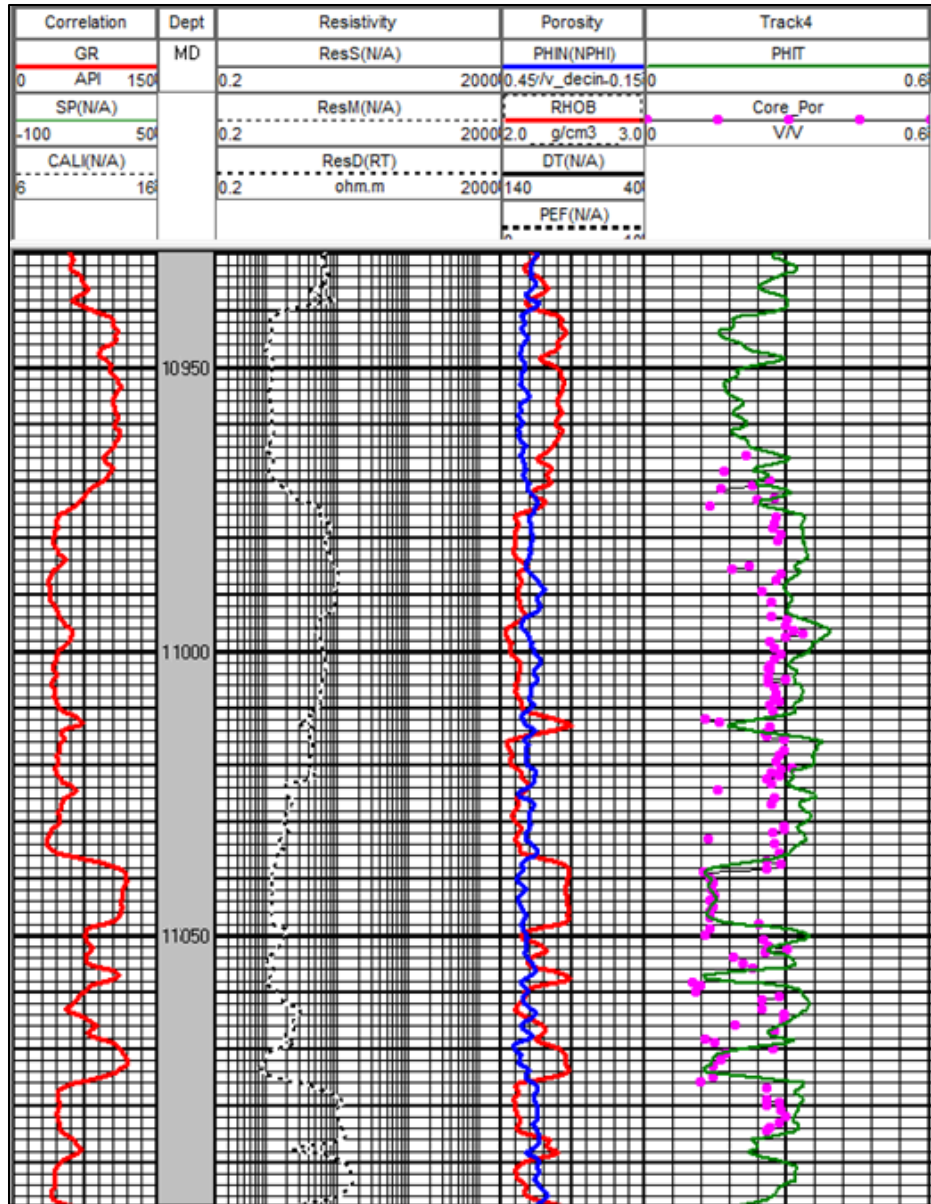 Correlation Dept Resistivity Porosity Track4
GR MD ResS(N/A) PHIN(NPHI) PHIT
0 API 150 0.2 2000 0.45 v/v_decin -0.15 0 0.6
SP(N/A) ResM(N/A) RHOB Core_Por
-100 50 0.2 2000 2.0 g/cm3 3.0 0 V/V 0.6
CALI(N/A) ResD(RT) DT(N/A)
6 16 0.2 ohm.m 2000 140 40
PEF(N/A)
10950
11000
11050